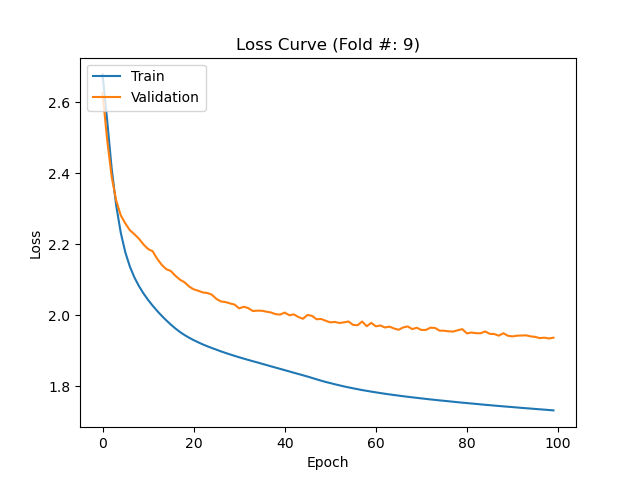 Loss Curve (Fold #: 9)
Train
Validation
2.6
2.4
2.2
2.0
1.8
Loss
0 20 40 60 80 100
Epoch